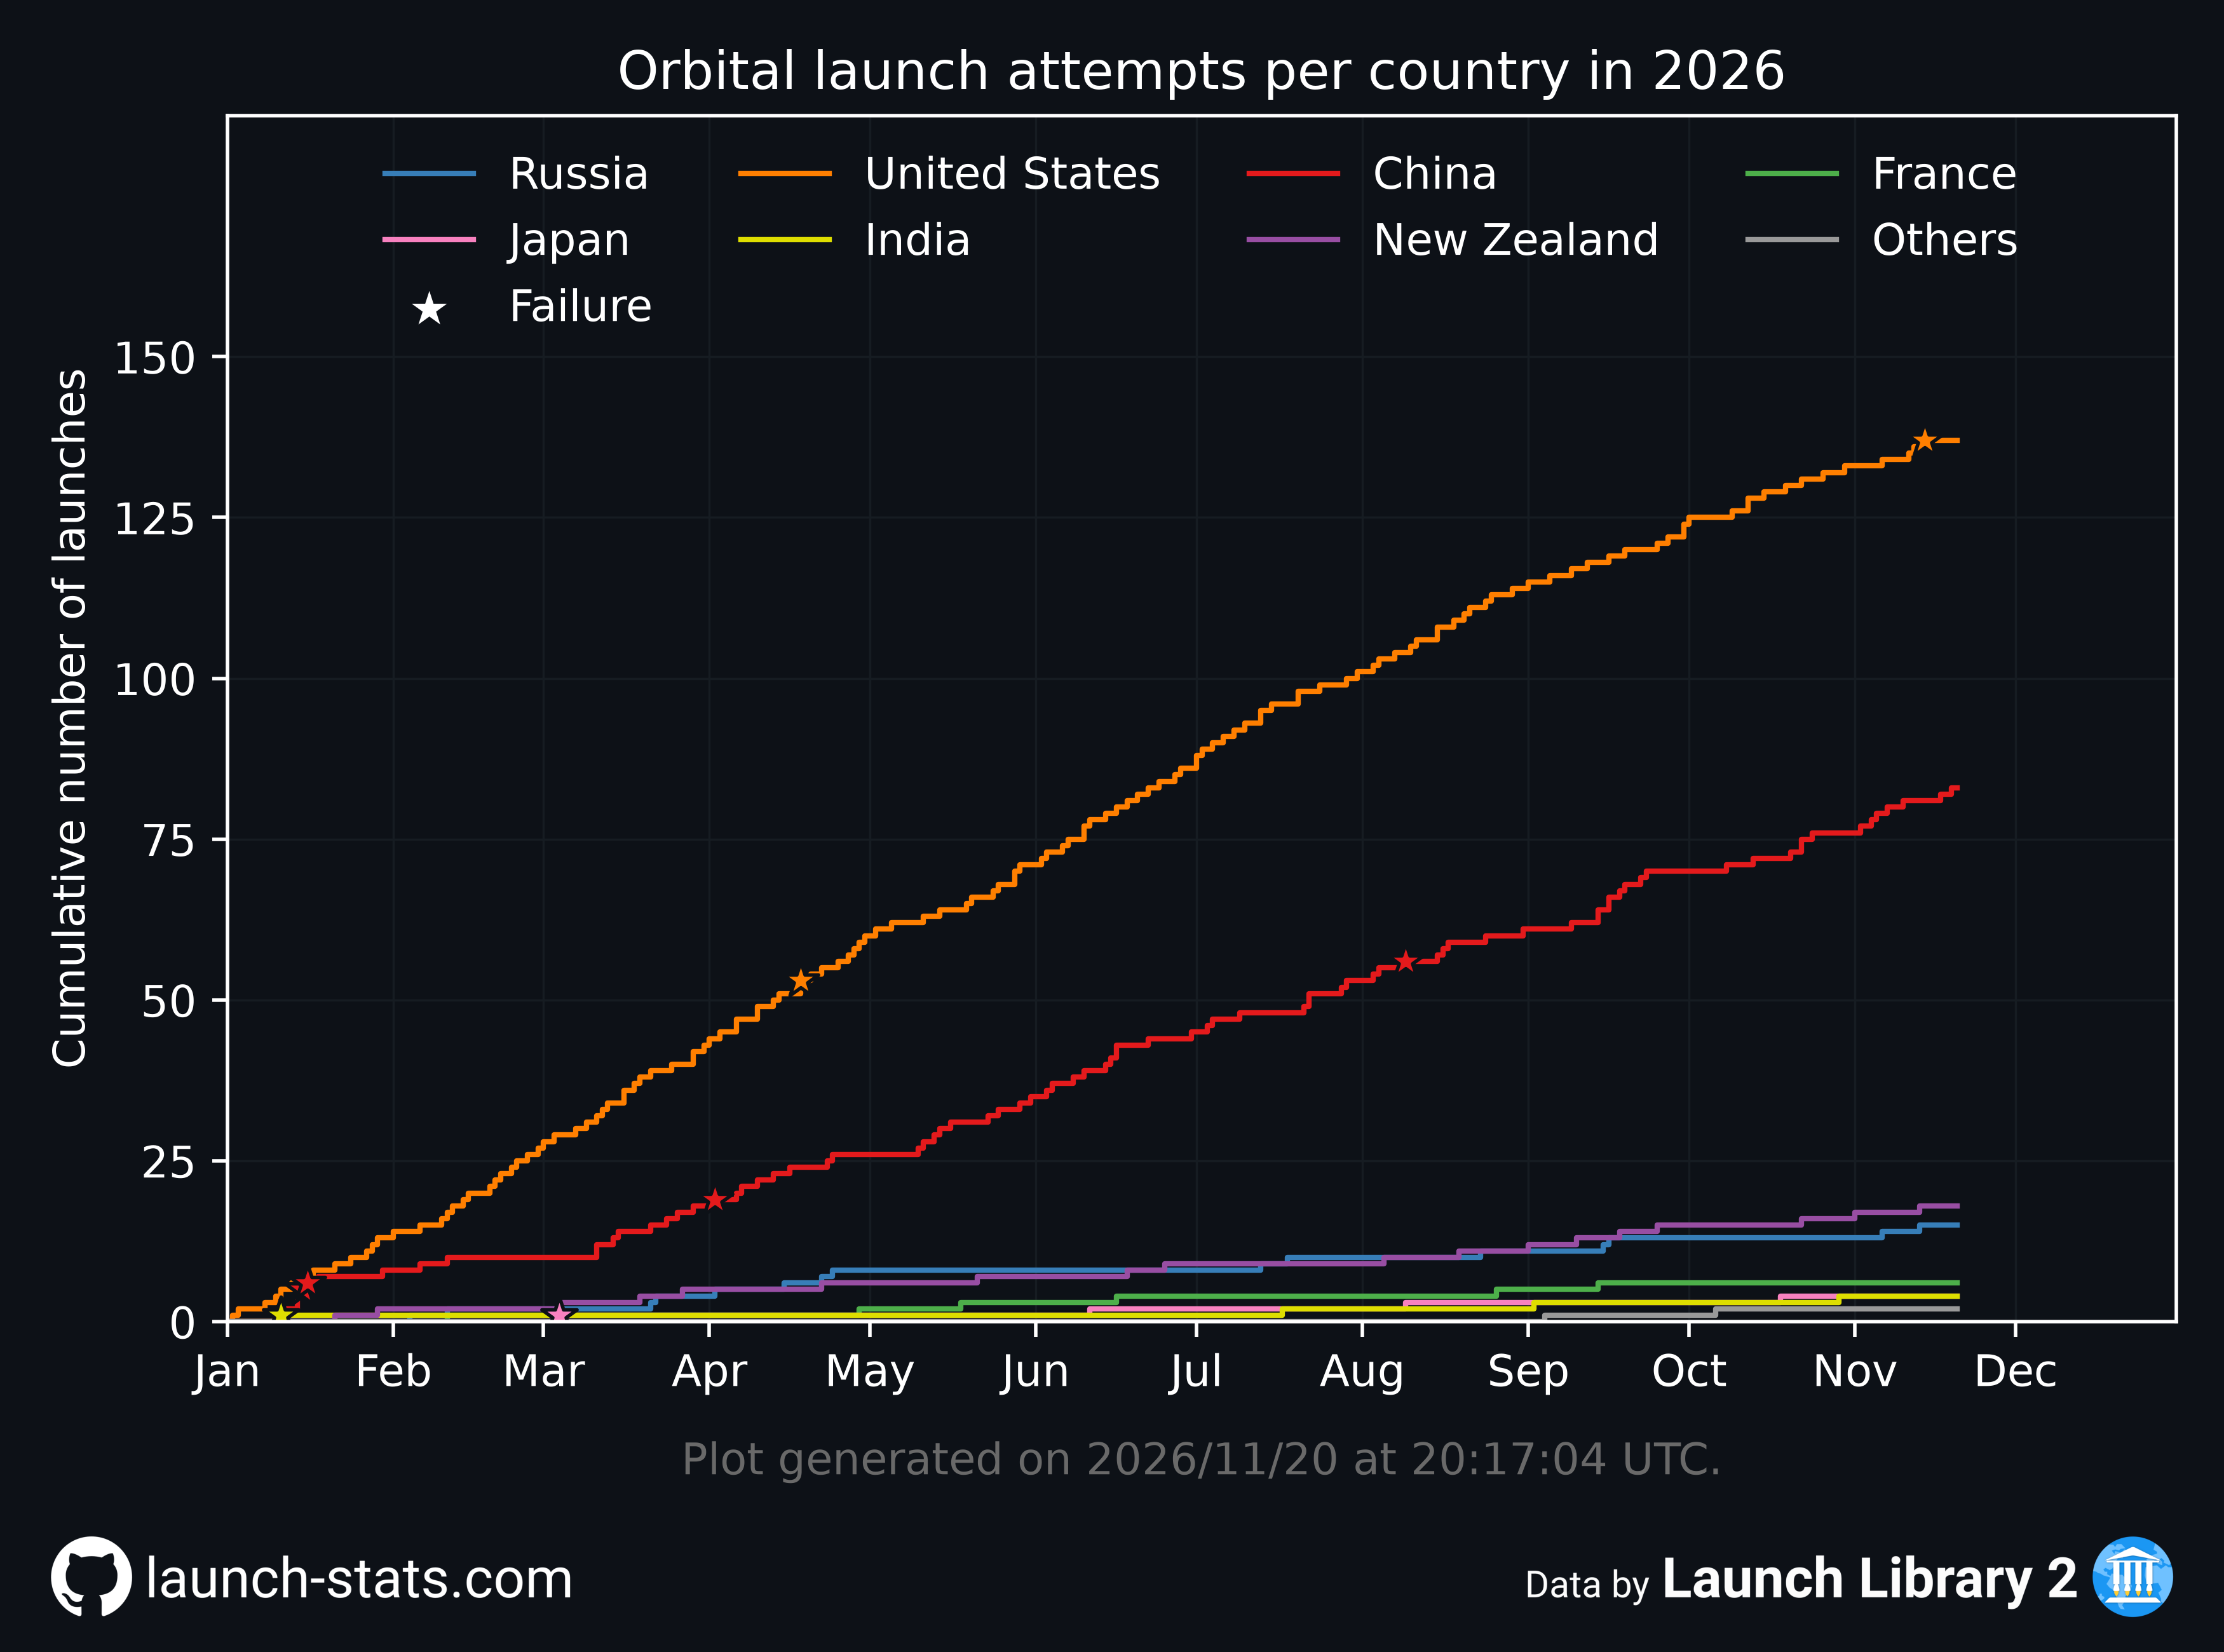 Orbital launch attempts per country in 2026
Russia
United States
China
France
Japan
India
New Zealand
Others
Failure
Cumulative number of launches
150
125
100
75
50
25
0
Jan Feb Mar Apr May Jun Jul Aug Sep Oct Nov Dec
Plot generated on 2026/11/20 at 20:17:04 UTC.
launch-stats.com
Data by Launch Library 2